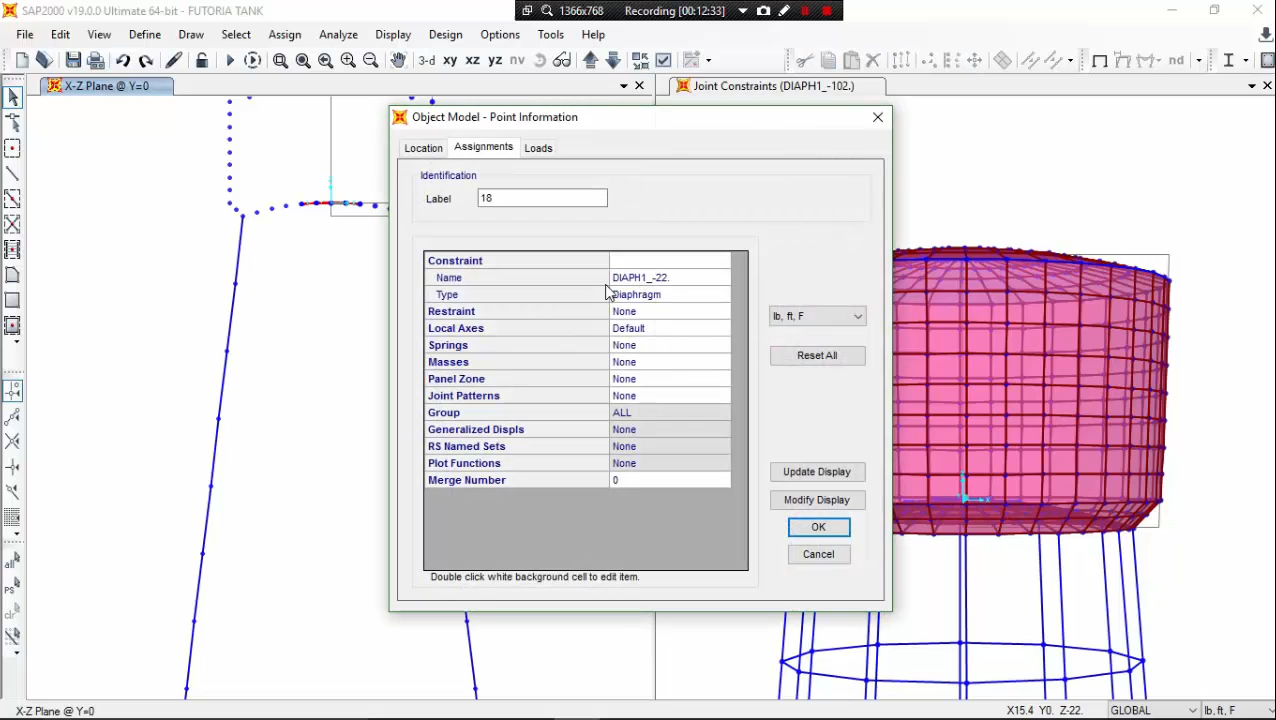 SAP2000 v19.0.0 Ultimate 64-bit - FUTORIA TANK
1366x768 Recording [00:12:33]
File Edit View Define Draw Select Assign Analyze Display Design Options Tools Help
3-d xy xz yz nv nd
X-Z Plane @ Y=0
Joint Constraints (DIAPH1_-102.)
Object Model - Point Information
Location Assignments Loads
Identification
Label 18
Constraint
Name DIAPH1_-22.
Type Diaphragm
Restraint None
Local Axes Default
Springs None
Masses None
Panel Zone None
Joint Patterns None
Group ALL
Generalized Displs None
RS Named Sets None
Plot Functions None
Merge Number 0
Double click white background cell to edit item.
lb, ft, F
Reset All
Update Display
Modify Display
OK
Cancel
all
PS
clr
x
X-Z Plane @ Y=0
X15.4 Y0. Z-22.
GLOBAL
lb, ft, F